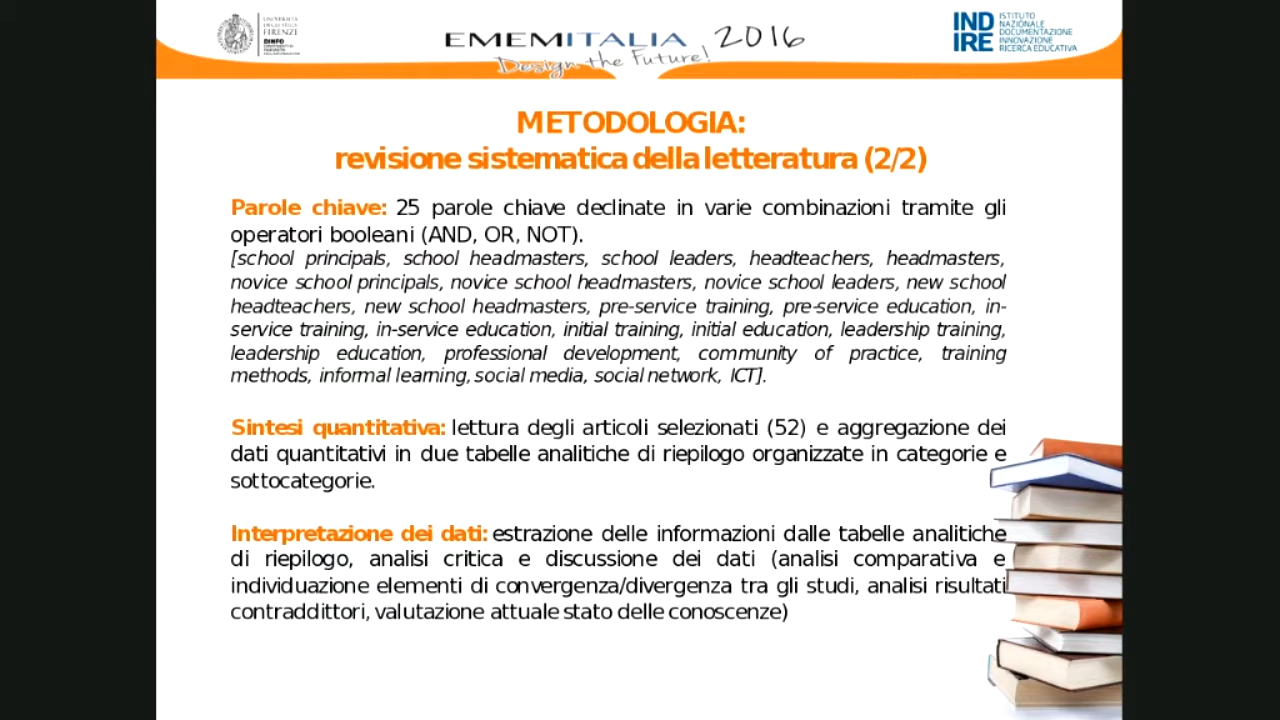 UNIVERSITÀ
DEGLI STUDI
FIRENZI
DINFO
EMEMITALIA 2016
Design the Future!
IND
IRE
ISTITUTO
NAZIONALE
DOCUMENTAZIONE
INNOVAZIONE
RICERCA EDUCATIVA
METODOLOGIA:
revisione sistematica della letteratura (2/2)
Parole chiave: 25 parole chiave declinate in varie combinazioni tramite gli
operatori booleani (AND, OR, NOT).
[school principals, school headmasters, school leaders, headteachers, headmasters,
novice school principals, novice school headmasters, novice school leaders, new school
headteachers, new school headmasters, pre-service training, pre-service education, in-
service training, in-service education, initial training, initial education, leadership training,
leadership education, professional development, community of practice, training
methods, informal learning, social media, social network, ICT].
Sintesi quantitativa: lettura degli articoli selezionati (52) e aggregazione dei
dati quantitativi in due tabelle analitiche di riepilogo organizzate in categorie e
sottocategorie.
Interpretazione dei dati: estrazione delle informazioni dalle tabelle analitiche
di riepilogo, analisi critica e discussione dei dati (analisi comparativa e
individuazione elementi di convergenza/divergenza tra gli studi, analisi risultati
contraddittori, valutazione attuale stato delle conoscenze)